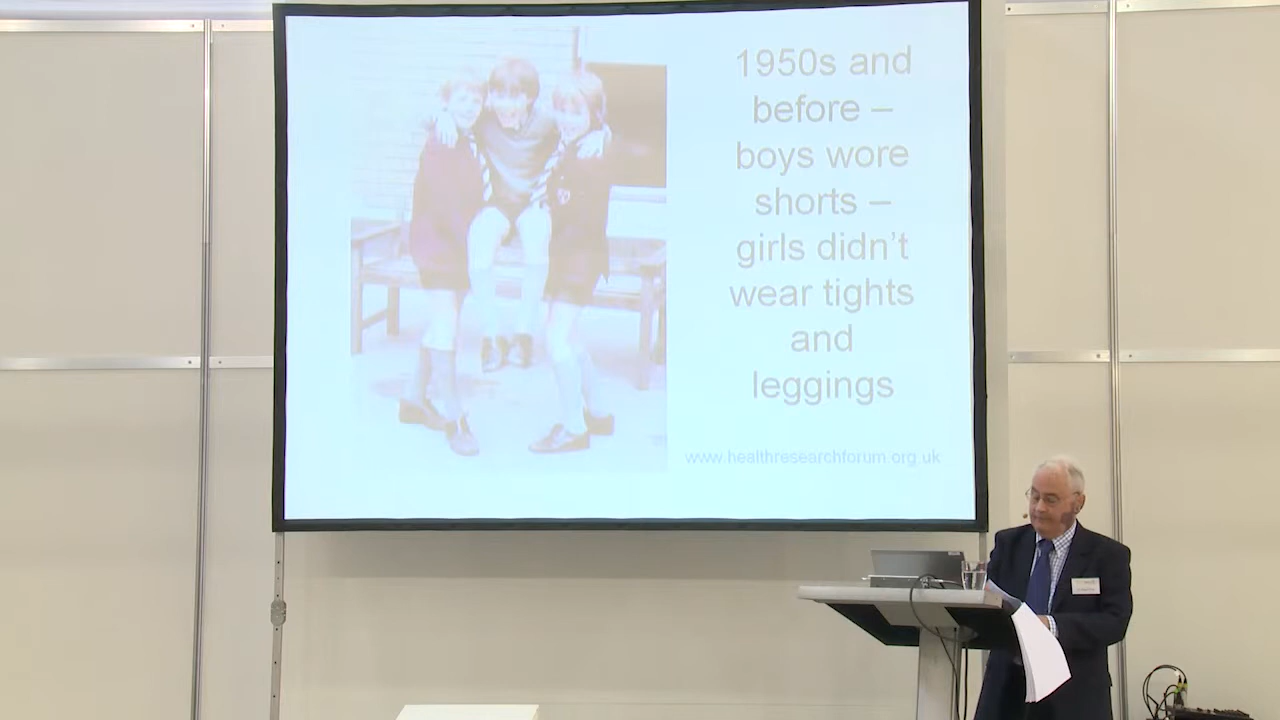 1950s and
before –
boys wore
shorts –
girls didn't
wear tights
and
leggings
www.healthresearchforum.org.uk